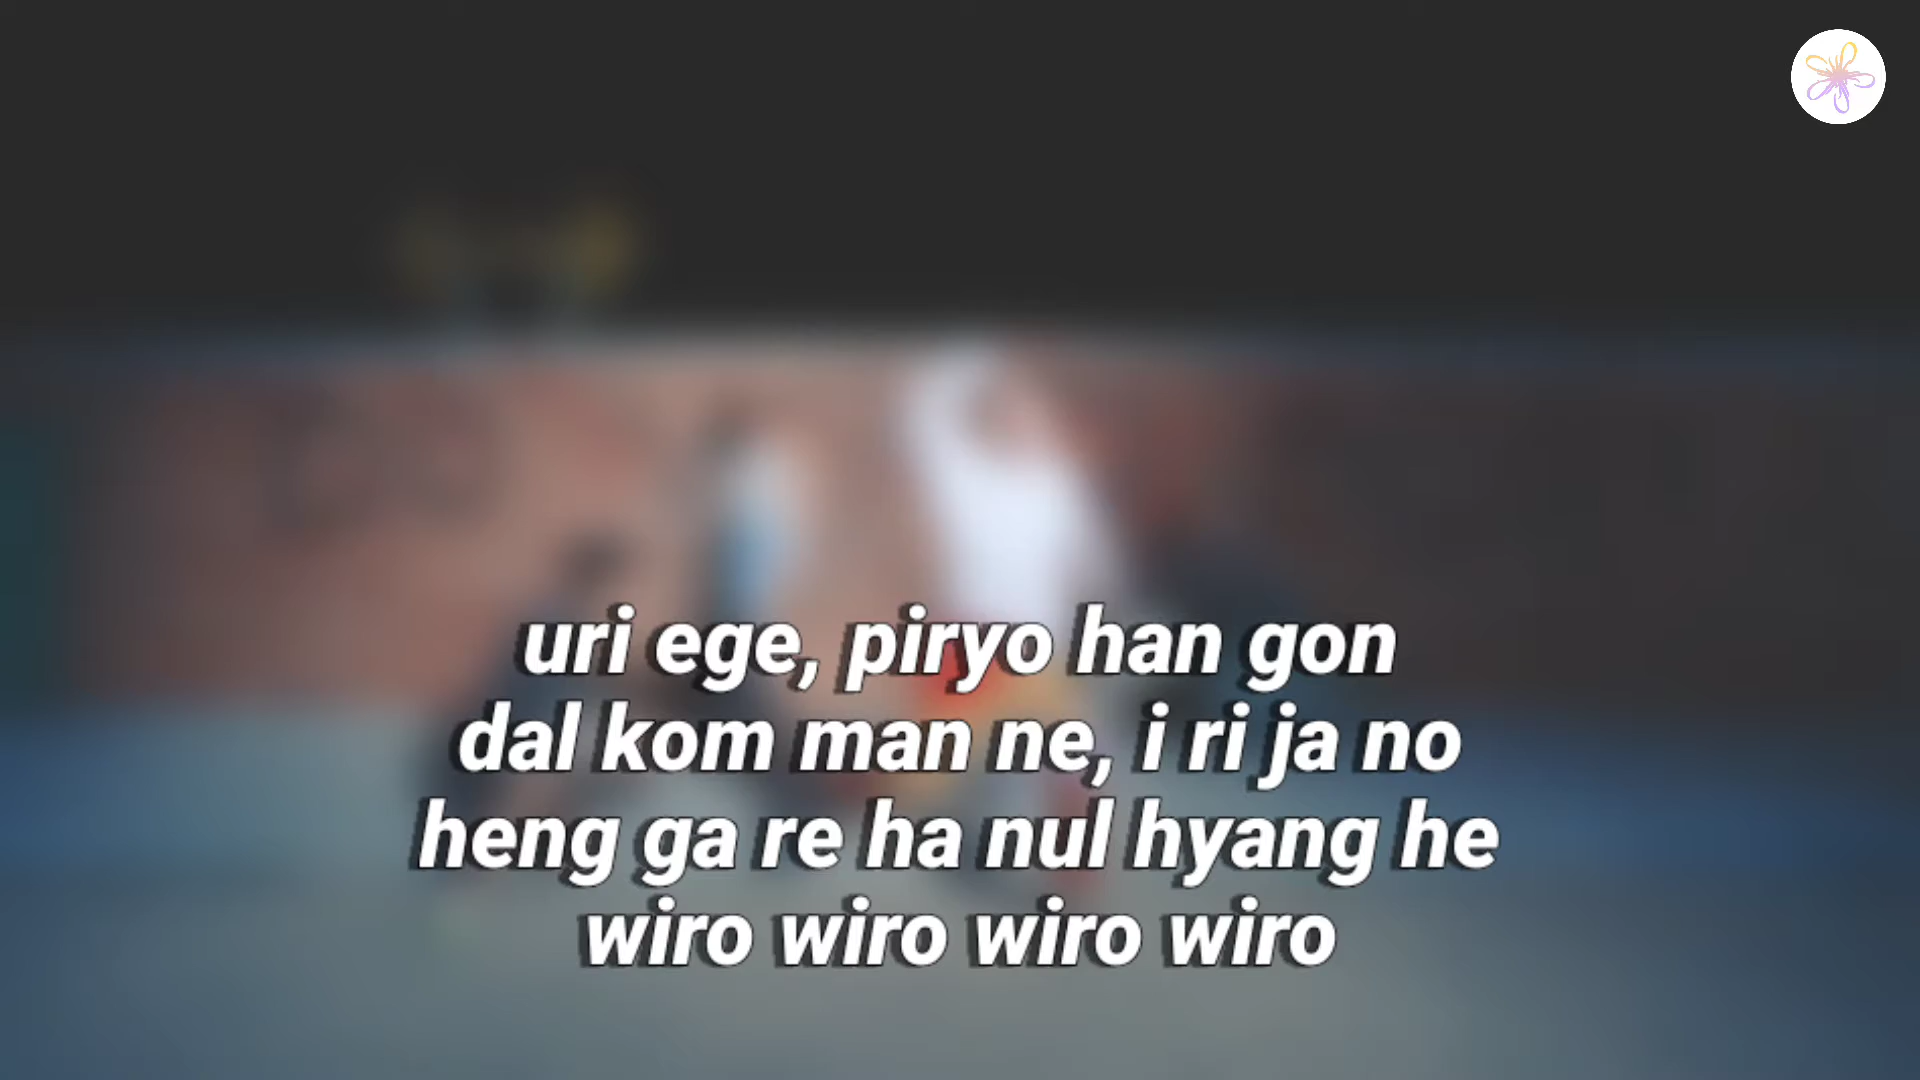 uri ege, piryo han gon
dal kom man ne, i ri ja no
heng ga re ha nul hyang he
wiro wiro wiro wiro